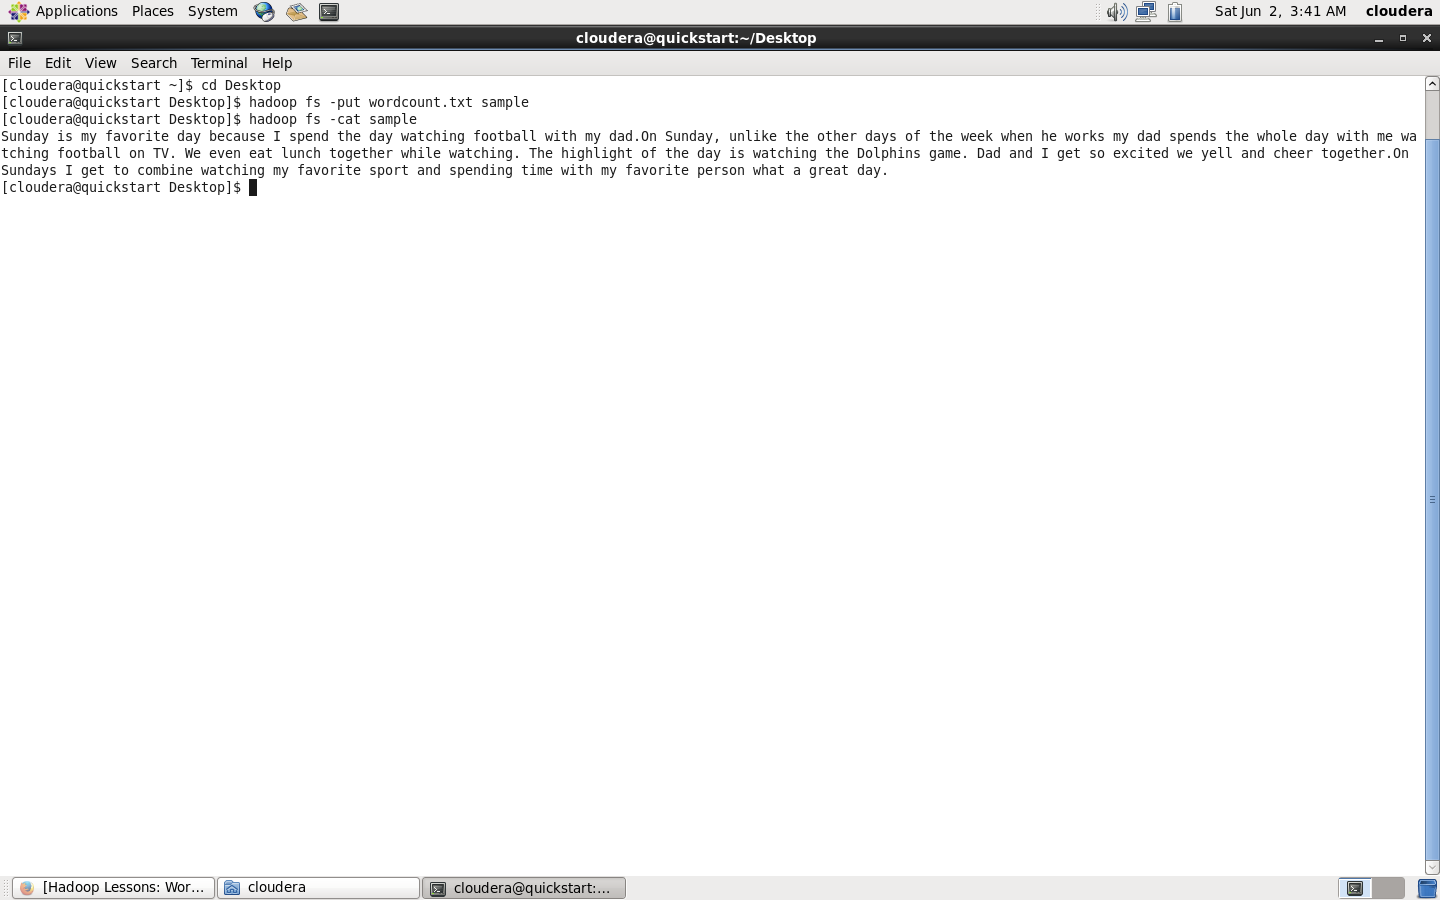 Applications Places System Sat Jun 2, 3:41 AM cloudera
cloudera@quickstart:~/Desktop
File Edit View Search Terminal Help
[cloudera@quickstart ~]$ cd Desktop
[cloudera@quickstart Desktop]$ hadoop fs -put wordcount.txt sample
[cloudera@quickstart Desktop]$ hadoop fs -cat sample
Sunday is my favorite day because I spend the day watching football with my dad.On Sunday, unlike the other days of the week when he works my dad spends the whole day with me wa
tching football on TV. We even eat lunch together while watching. The highlight of the day is watching the Dolphins game. Dad and I get so excited we yell and cheer together.On
Sundays I get to combine watching my favorite sport and spending time with my favorite person what a great day.
[cloudera@quickstart Desktop]$
[Hadoop Lessons: Wor... cloudera cloudera@quickstart:...